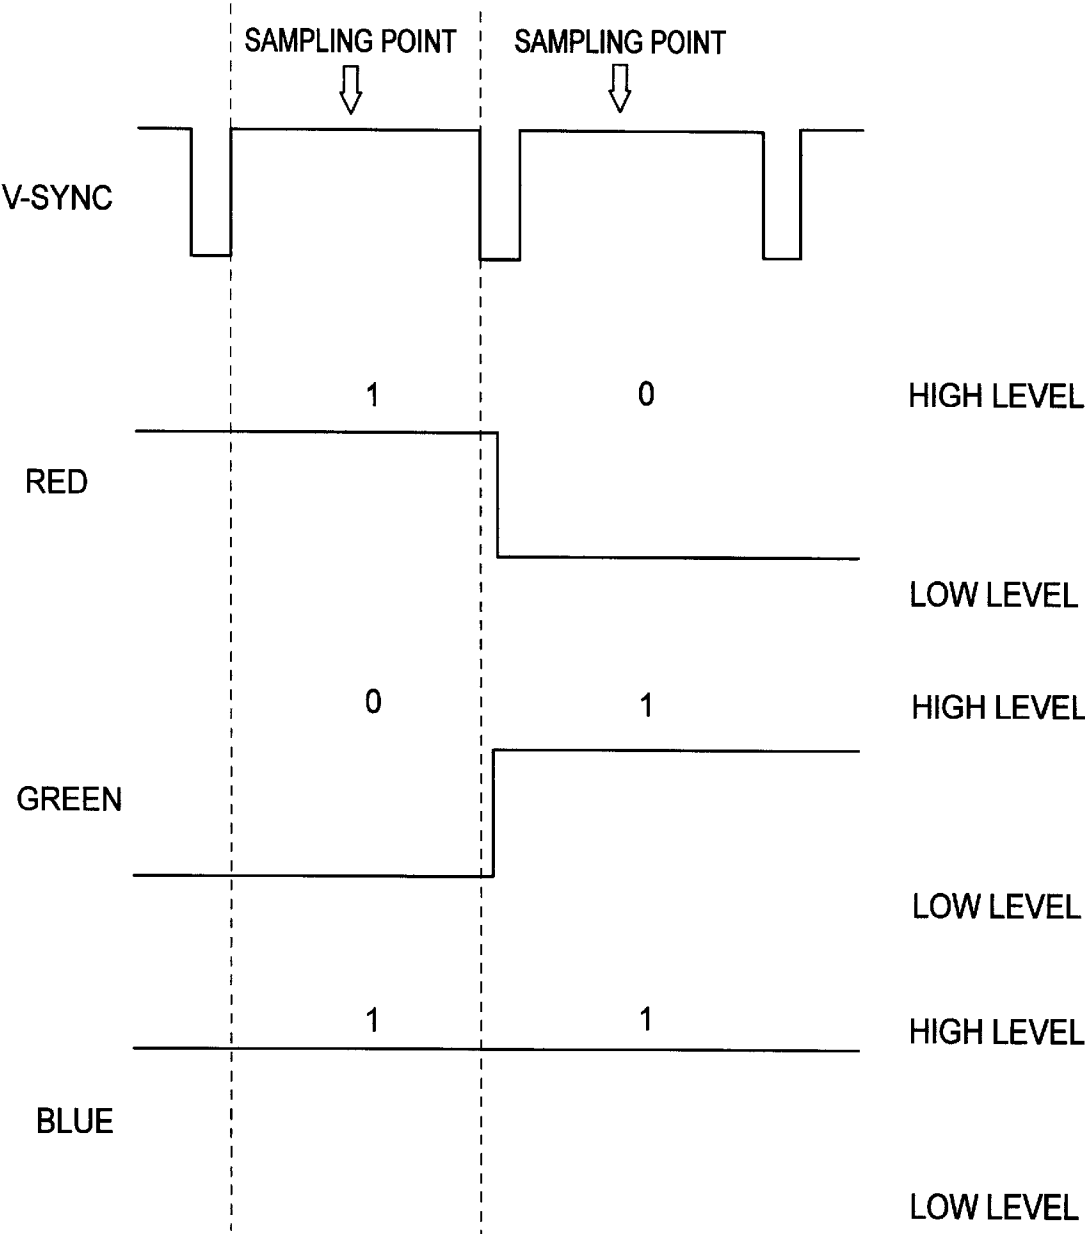 SAMPLING POINT SAMPLING POINT
V-SYNC
1 0 HIGH LEVEL
RED
LOW LEVEL
0 1 HIGH LEVEL
GREEN
LOW LEVEL
1 1 HIGH LEVEL
BLUE
LOW LEVEL